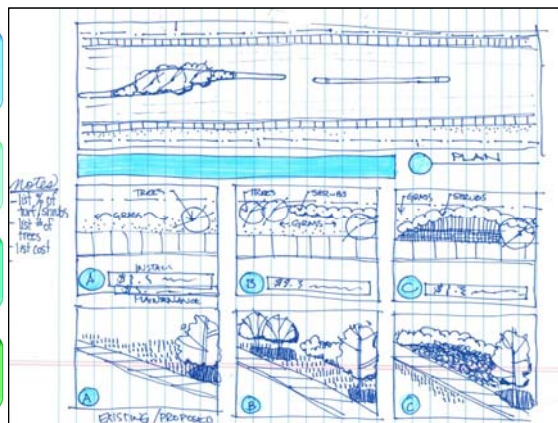 PLAN
notes)
- list % of
turf/shrubs
- list # of
trees
- list cost
TREES
GRASS
TREES
SHRUBS
GRASS
GRASS
SHRUBS
A
INSTALL
MAINTENANCE
B
C
A
B
C
EXISTING/PROPOSED